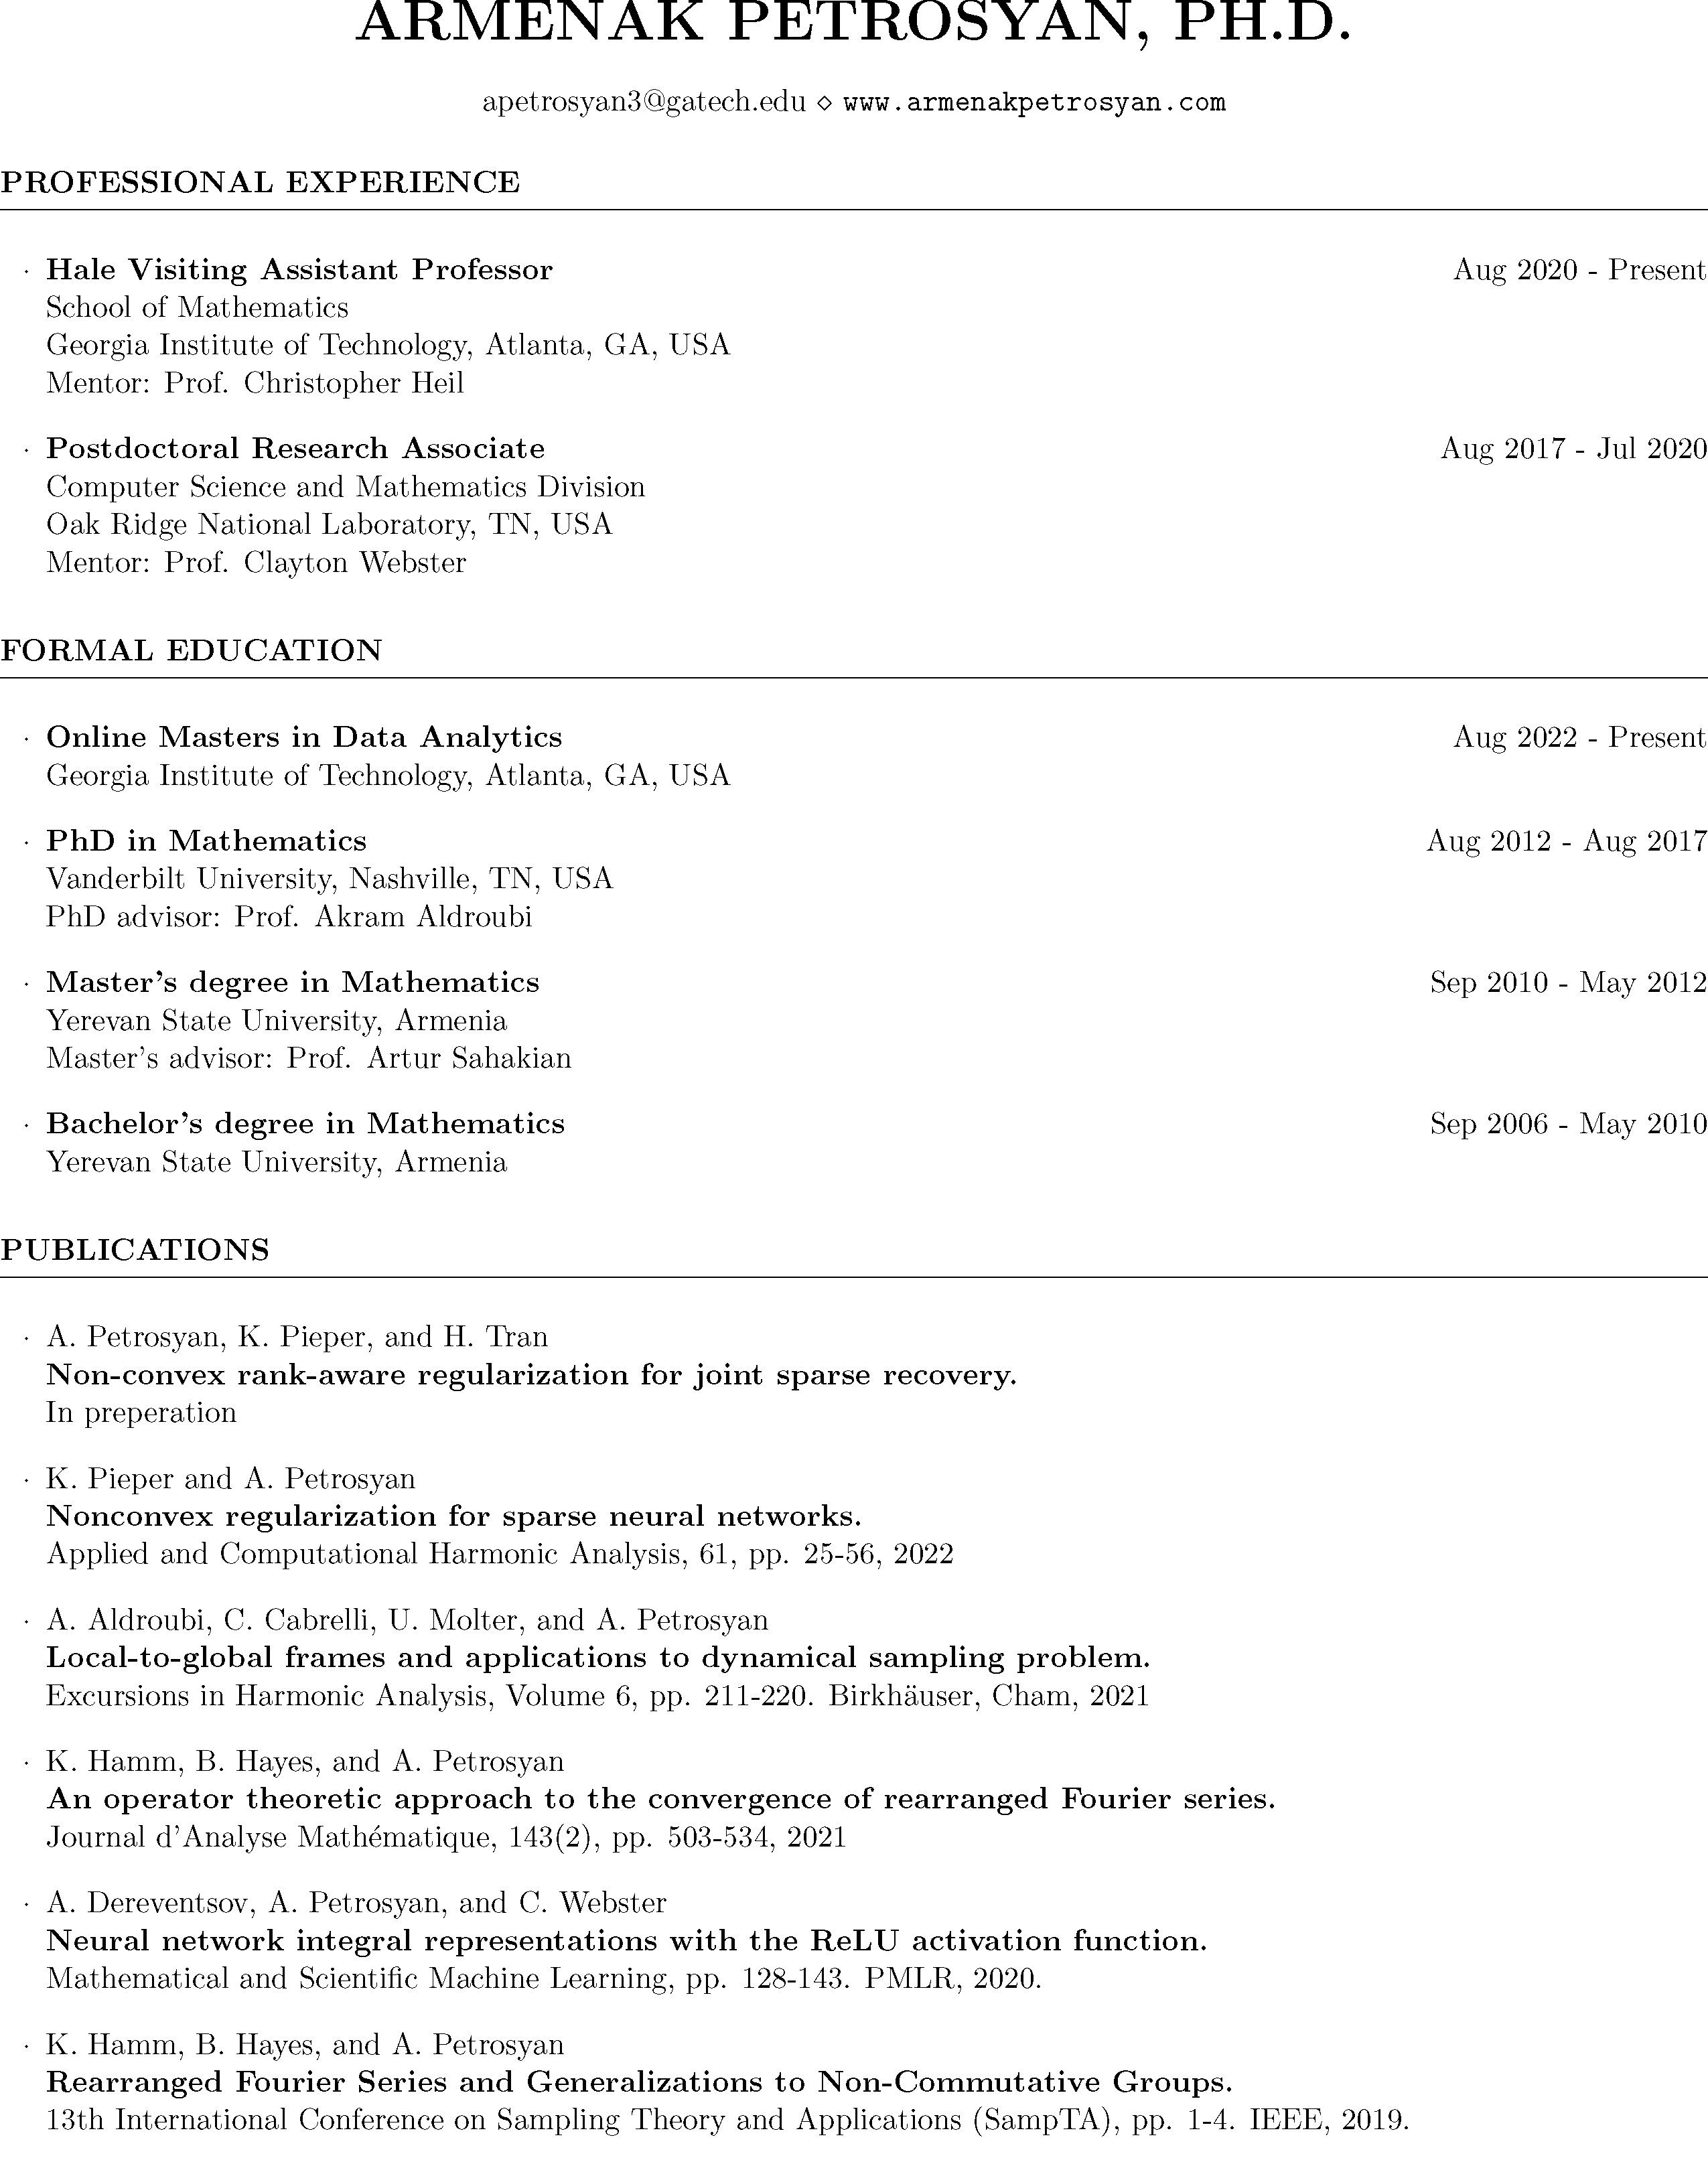 ARMENAK PETROSYAN, PH.D.
apetrosyan3@gatech.edu ⋄ www.armenakpetrosyan.com
PROFESSIONAL EXPERIENCE
· Hale Visiting Assistant Professor Aug 2020 - Present
School of Mathematics
Georgia Institute of Technology, Atlanta, GA, USA
Mentor: Prof. Christopher Heil
· Postdoctoral Research Associate Aug 2017 - Jul 2020
Computer Science and Mathematics Division
Oak Ridge National Laboratory, TN, USA
Mentor: Prof. Clayton Webster
FORMAL EDUCATION
· Online Masters in Data Analytics Aug 2022 - Present
Georgia Institute of Technology, Atlanta, GA, USA
· PhD in Mathematics Aug 2012 - Aug 2017
Vanderbilt University, Nashville, TN, USA
PhD advisor: Prof. Akram Aldroubi
· Master's degree in Mathematics Sep 2010 - May 2012
Yerevan State University, Armenia
Master's advisor: Prof. Artur Sahakian
· Bachelor's degree in Mathematics Sep 2006 - May 2010
Yerevan State University, Armenia
PUBLICATIONS
· A. Petrosyan, K. Pieper, and H. Tran
Non-convex rank-aware regularization for joint sparse recovery.
In preperation
· K. Pieper and A. Petrosyan
Nonconvex regularization for sparse neural networks.
Applied and Computational Harmonic Analysis, 61, pp. 25-56, 2022
· A. Aldroubi, C. Cabrelli, U. Molter, and A. Petrosyan
Local-to-global frames and applications to dynamical sampling problem.
Excursions in Harmonic Analysis, Volume 6, pp. 211-220. Birkhäuser, Cham, 2021
· K. Hamm, B. Hayes, and A. Petrosyan
An operator theoretic approach to the convergence of rearranged Fourier series.
Journal d'Analyse Mathématique, 143(2), pp. 503-534, 2021
· A. Dereventsov, A. Petrosyan, and C. Webster
Neural network integral representations with the ReLU activation function.
Mathematical and Scientific Machine Learning, pp. 128-143. PMLR, 2020.
· K. Hamm, B. Hayes, and A. Petrosyan
Rearranged Fourier Series and Generalizations to Non-Commutative Groups.
13th International Conference on Sampling Theory and Applications (SampTA), pp. 1-4. IEEE, 2019.